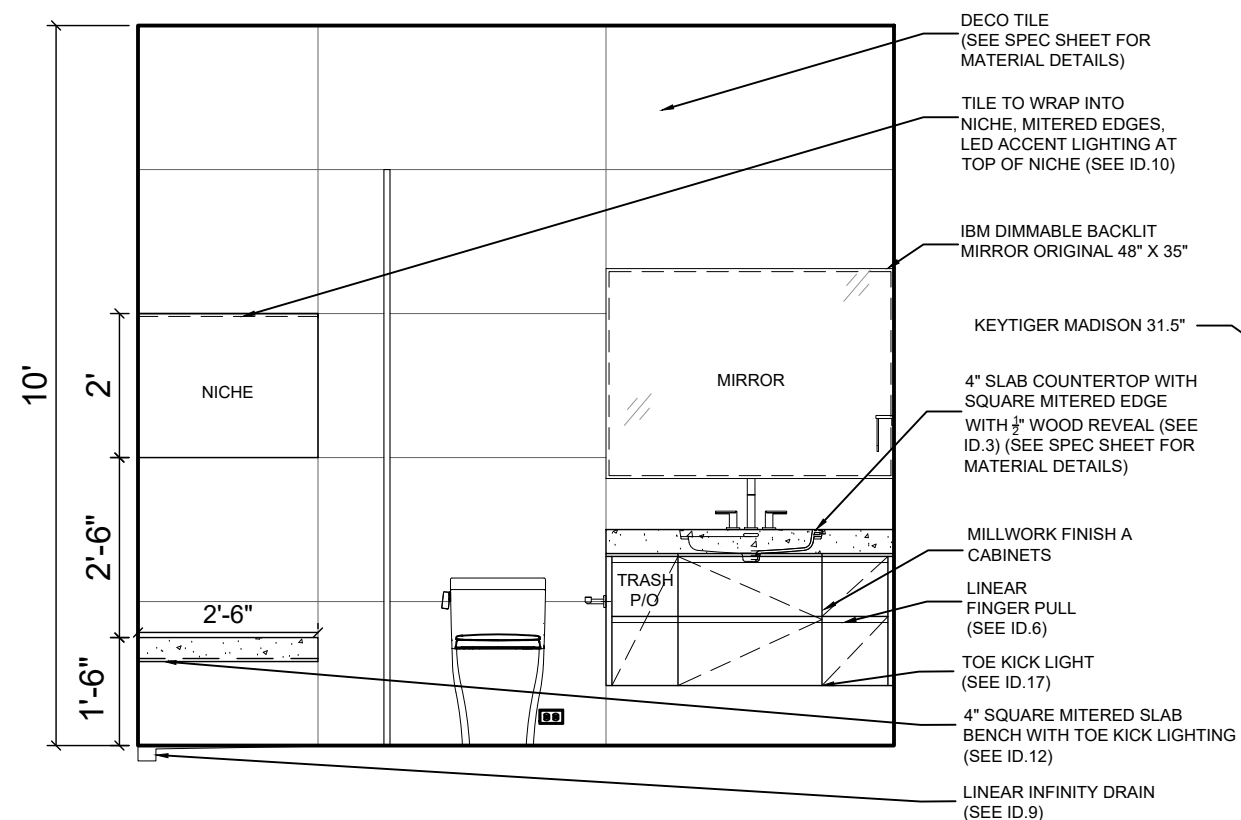 DECO TILE
(SEE SPEC SHEET FOR
MATERIAL DETAILS)
TILE TO WRAP INTO
NICHE, MITERED EDGES,
LED ACCENT LIGHTING AT
TOP OF NICHE (SEE ID.10)
IBM DIMMABLE BACKLIT
MIRROR ORIGINAL 48" X 35"
KEYTIGER MADISON 31.5"
4" SLAB COUNTERTOP WITH
SQUARE MITERED EDGE
WITH ½" WOOD REVEAL (SEE
ID.3) (SEE SPEC SHEET FOR
MATERIAL DETAILS)
MILLWORK FINISH A
CABINETS
LINEAR
FINGER PULL
(SEE ID.6)
TOE KICK LIGHT
(SEE ID.17)
4" SQUARE MITERED SLAB
BENCH WITH TOE KICK LIGHTING
(SEE ID.12)
LINEAR INFINITY DRAIN
(SEE ID.9)
10'
2'
2'-6"
1'-6"
2'-6"
NICHE
MIRROR
TRASH
P/O